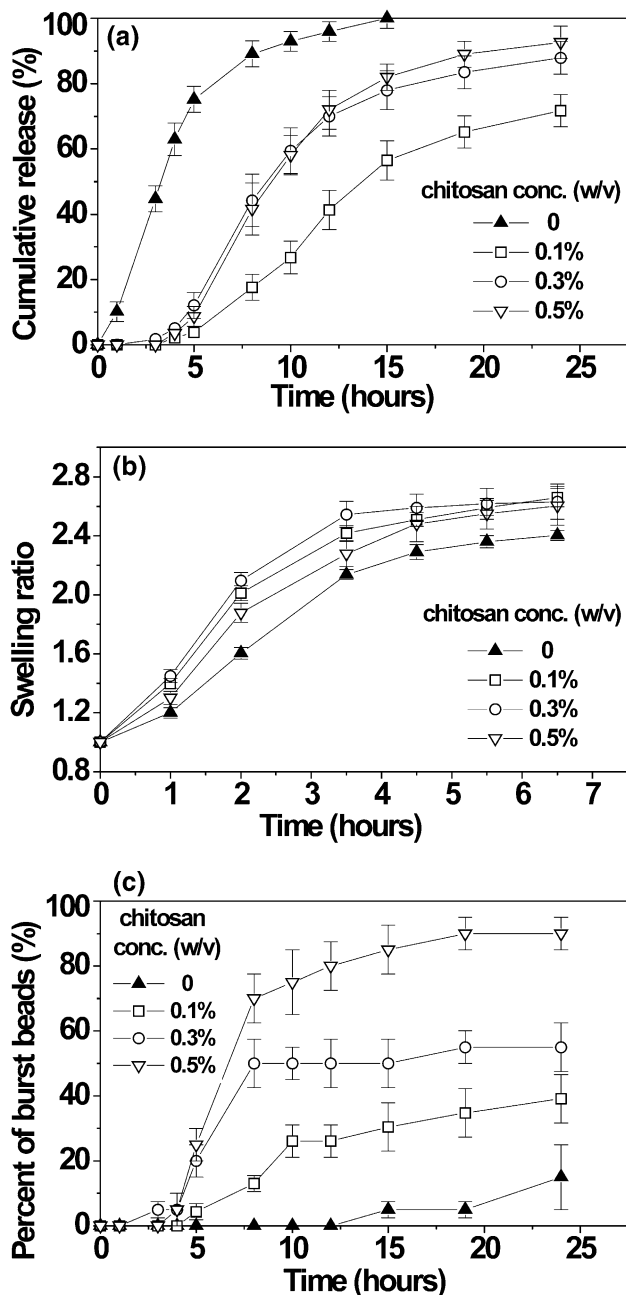 (a)
100
80
60
40
20
0
Cumulative release (%)
chitosan conc. (w/v)
0
0.1%
0.3%
0.5%
0 5 10 15 20 25
Time (hours)
(b)
2.8
2.4
2.0
1.6
1.2
0.8
Swelling ratio
chitosan conc. (w/v)
0
0.1%
0.3%
0.5%
0 1 2 3 4 5 6 7
Time (hours)
(c)
100
80
60
40
20
0
Percent of burst beads (%)
chitosan
conc. (w/v)
0
0.1%
0.3%
0.5%
0 5 10 15 20 25
Time (hours)